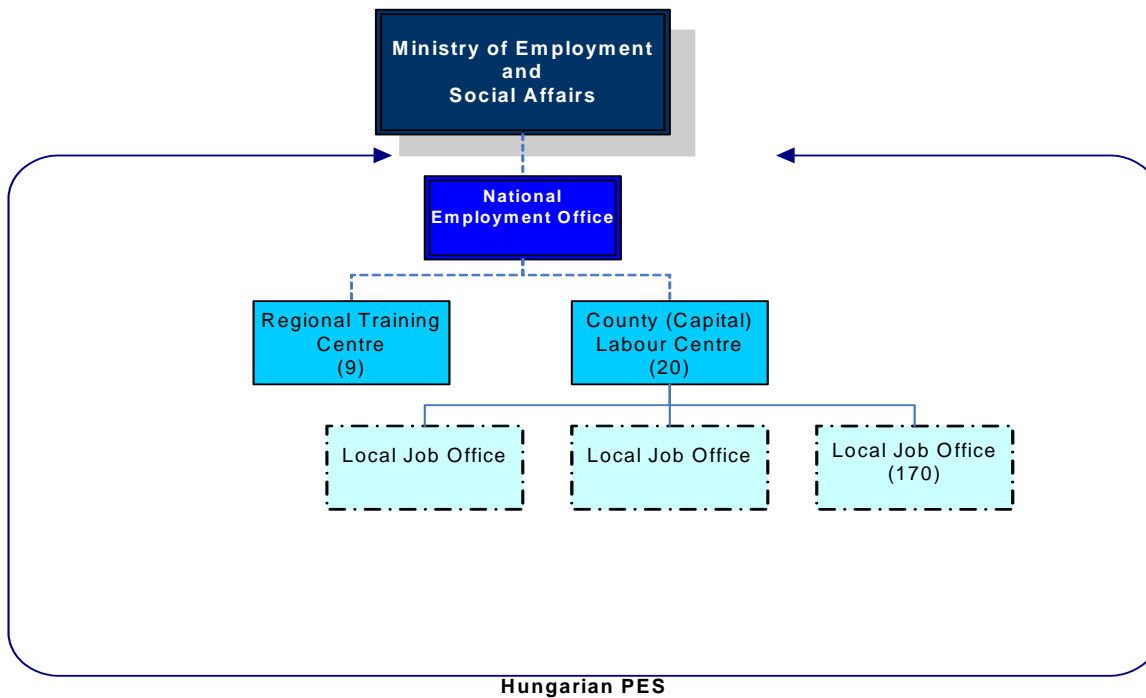 Ministry of Employment
and
Social Affairs
National
Employment Office
Regional Training
Centre
(9)
County (Capital)
Labour Centre
(20)
Local Job Office
Local Job Office
Local Job Office
(170)
Hungarian PES